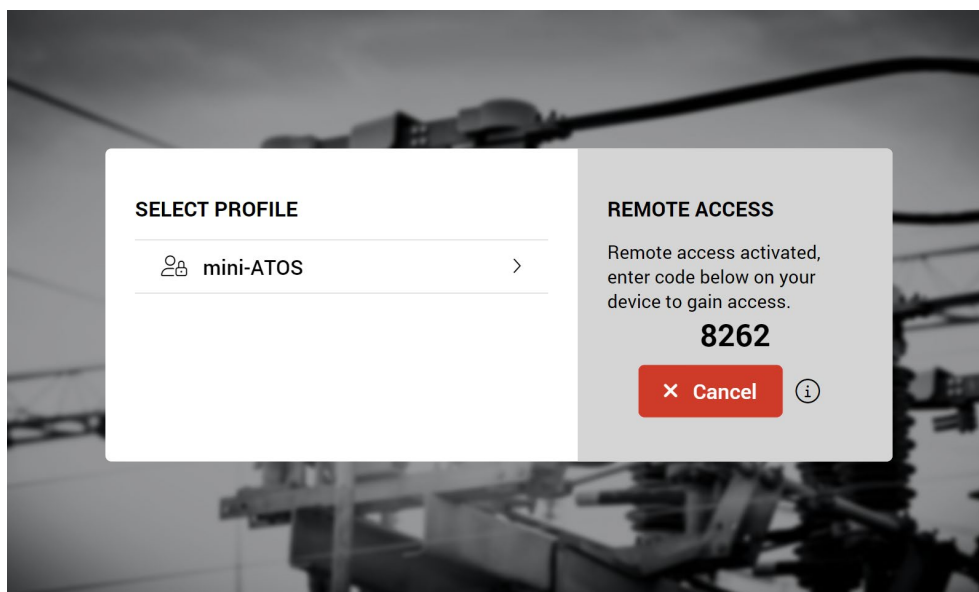 SELECT PROFILE
mini-ATOS
REMOTE ACCESS
Remote access activated,
enter code below on your
device to gain access.
8262
Cancel